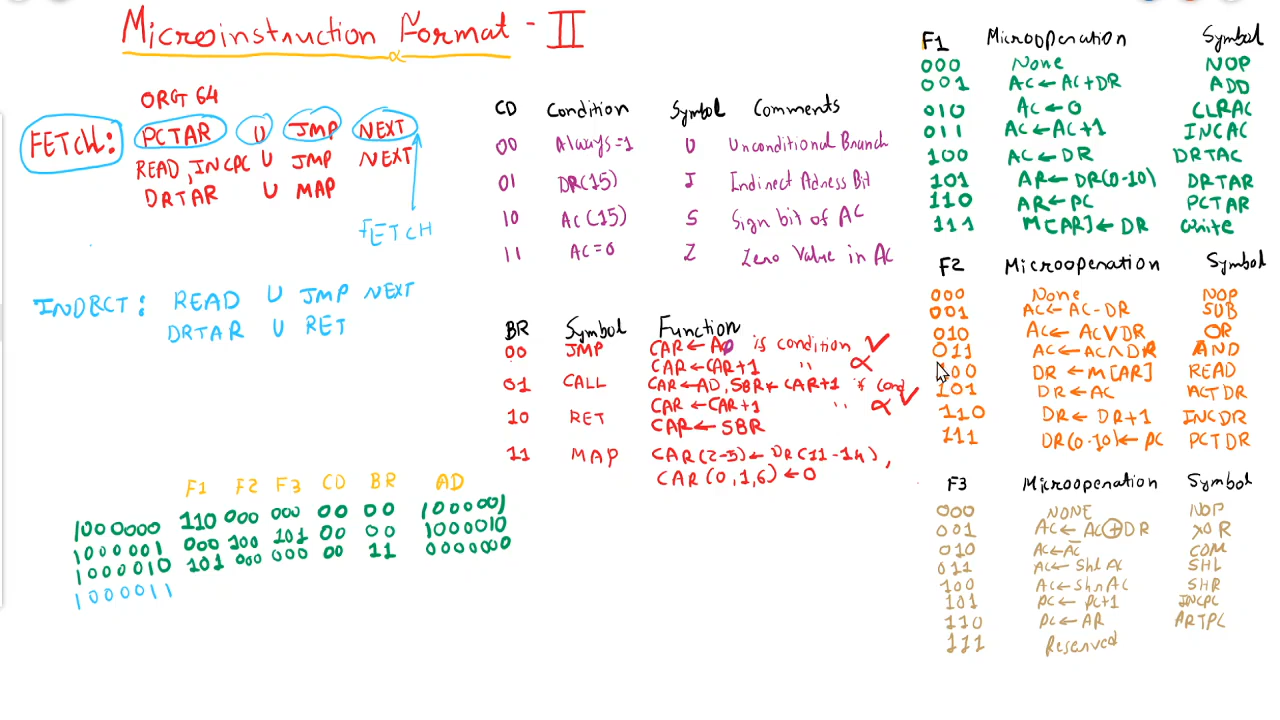 Microinstruction Format - II
ORGT 64
FETCH: PCTAR U JMP NEXT
READ, INCPC U JMP NEXT
DRTAR U MAP
FETCH
INDRCT: READ U JMP NEXT
DRTAR U RET
F1 F2 F3 CD BR AD
1000000 110 000 000 00 00 1000001
1000001 000 100 101 00 00 1000010
1000010 101 000 000 00 11 0000000
1000011
CD Condition Symbol Comments
00 Always=1 U Unconditional Branch
01 DR(15) I Indirect Adress Bit
10 AC(15) S Sign bit of AC
11 AC=0 Z Zero Value in AC
BR Symbol Function
00 JMP CAR←AD is condition ✓
CAR←CAR+1 " ∝
01 CALL CAR←AD, SBR←CAR+1 if cond ✓
CAR←CAR+1 " ∝
10 RET CAR←SBR
11 MAP CAR(2-5)←DR(11-14),
CAR(0,1,6)←0
F1 Microoperation Symbol
000 None NOP
001 AC←AC+DR ADD
010 AC←0 CLRAC
011 AC←AC+1 INCAC
100 AC←DR DRTAC
101 AR←DR(0-10) DRTAR
110 AR←PC PCTAR
111 M[AR]←DR Write
F2 Microoperation Symbol
000 None NOP
001 AC←AC-DR SUB
010 AC←ACVDR OR
011 AC←AC∧DR AND
100 DR←M[AR] READ
101 DR←AC ACTDR
110 DR←DR+1 INCDR
111 DR(0-10)←PC PCTDR
F3 Microoperation Symbol
000 NONE NOP
001 AC←AC⊕DR XOR
010 AC←A̅C̅ COM
011 AC←Shl AC SHL
100 AC←Shr AC SHR
101 PC←PC+1 INCPC
110 PC←AR ARTPC
111 Reserved